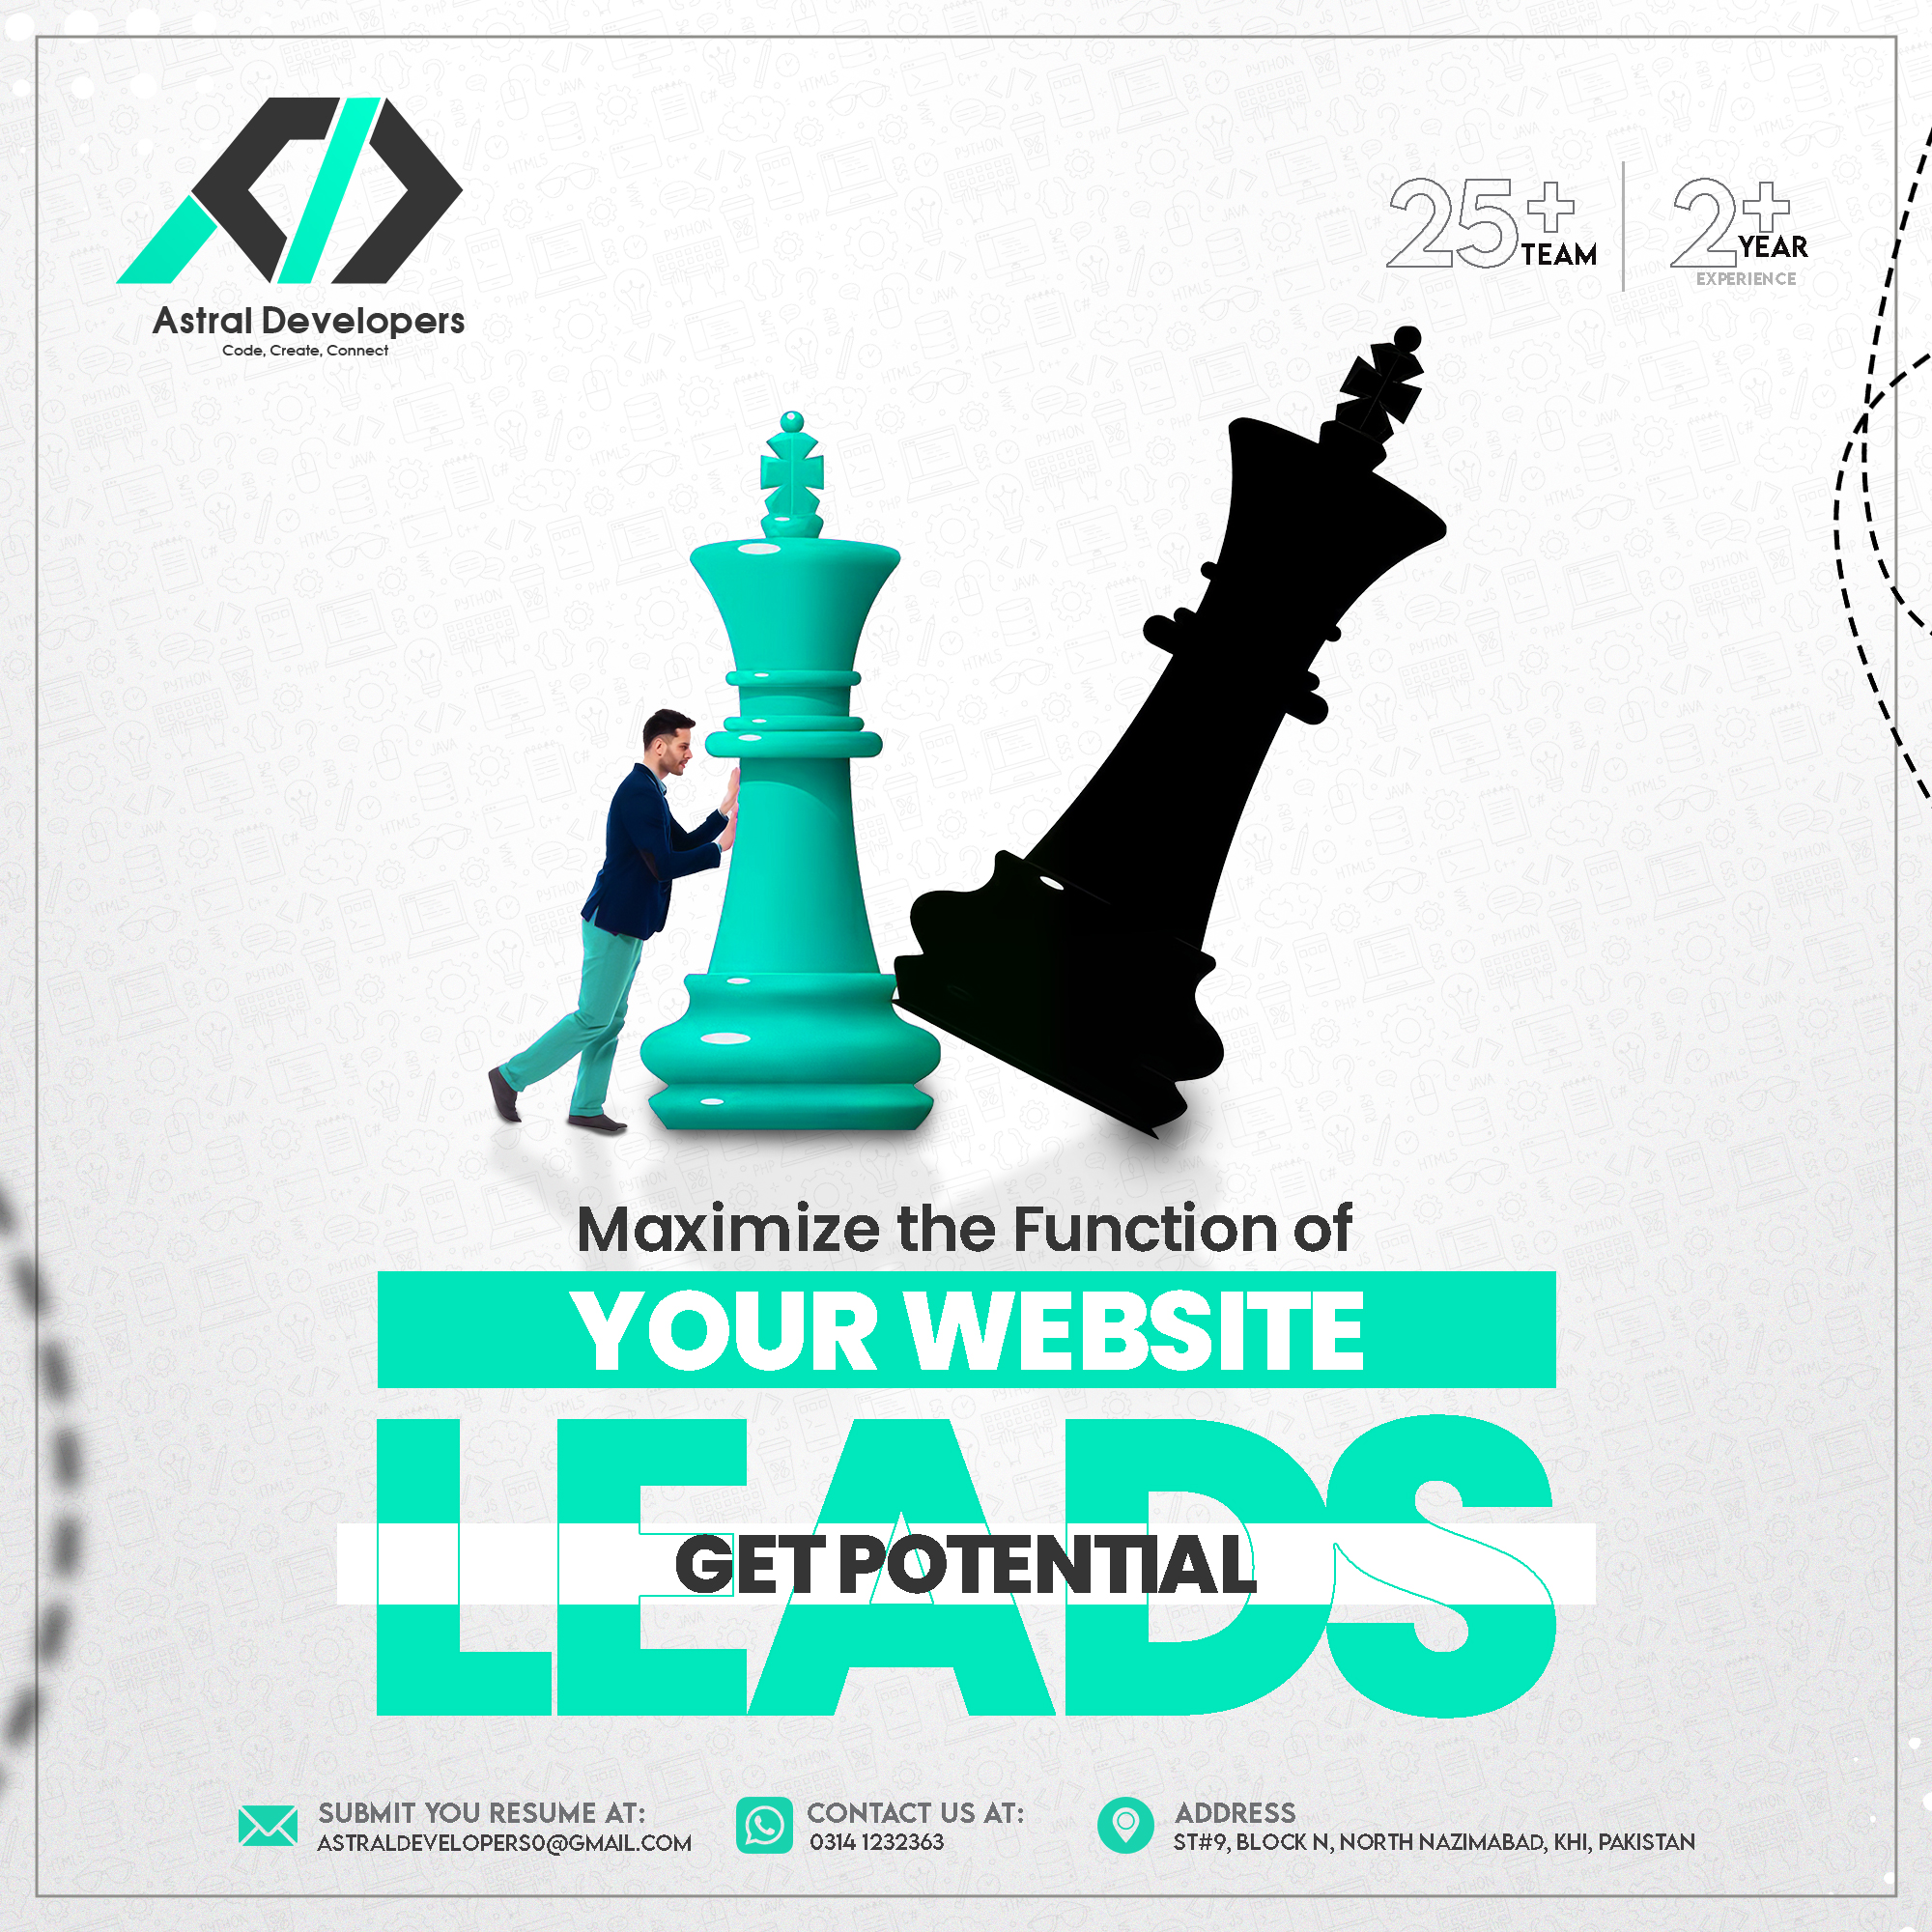 Astral Developers
Code, Create, Connect
25+ TEAM
2+ YEAR
EXPERIENCE
Maximize the Function of
YOUR WEBSITE
LEADS
GET POTENTIAL
SUBMIT YOU RESUME AT:
ASTRALDEVELOPERS0@GMAIL.COM
CONTACT US AT:
0314 1232363
ADDRESS
ST#9, BLOCK N, NORTH NAZIMABAD, KHI, PAKISTAN